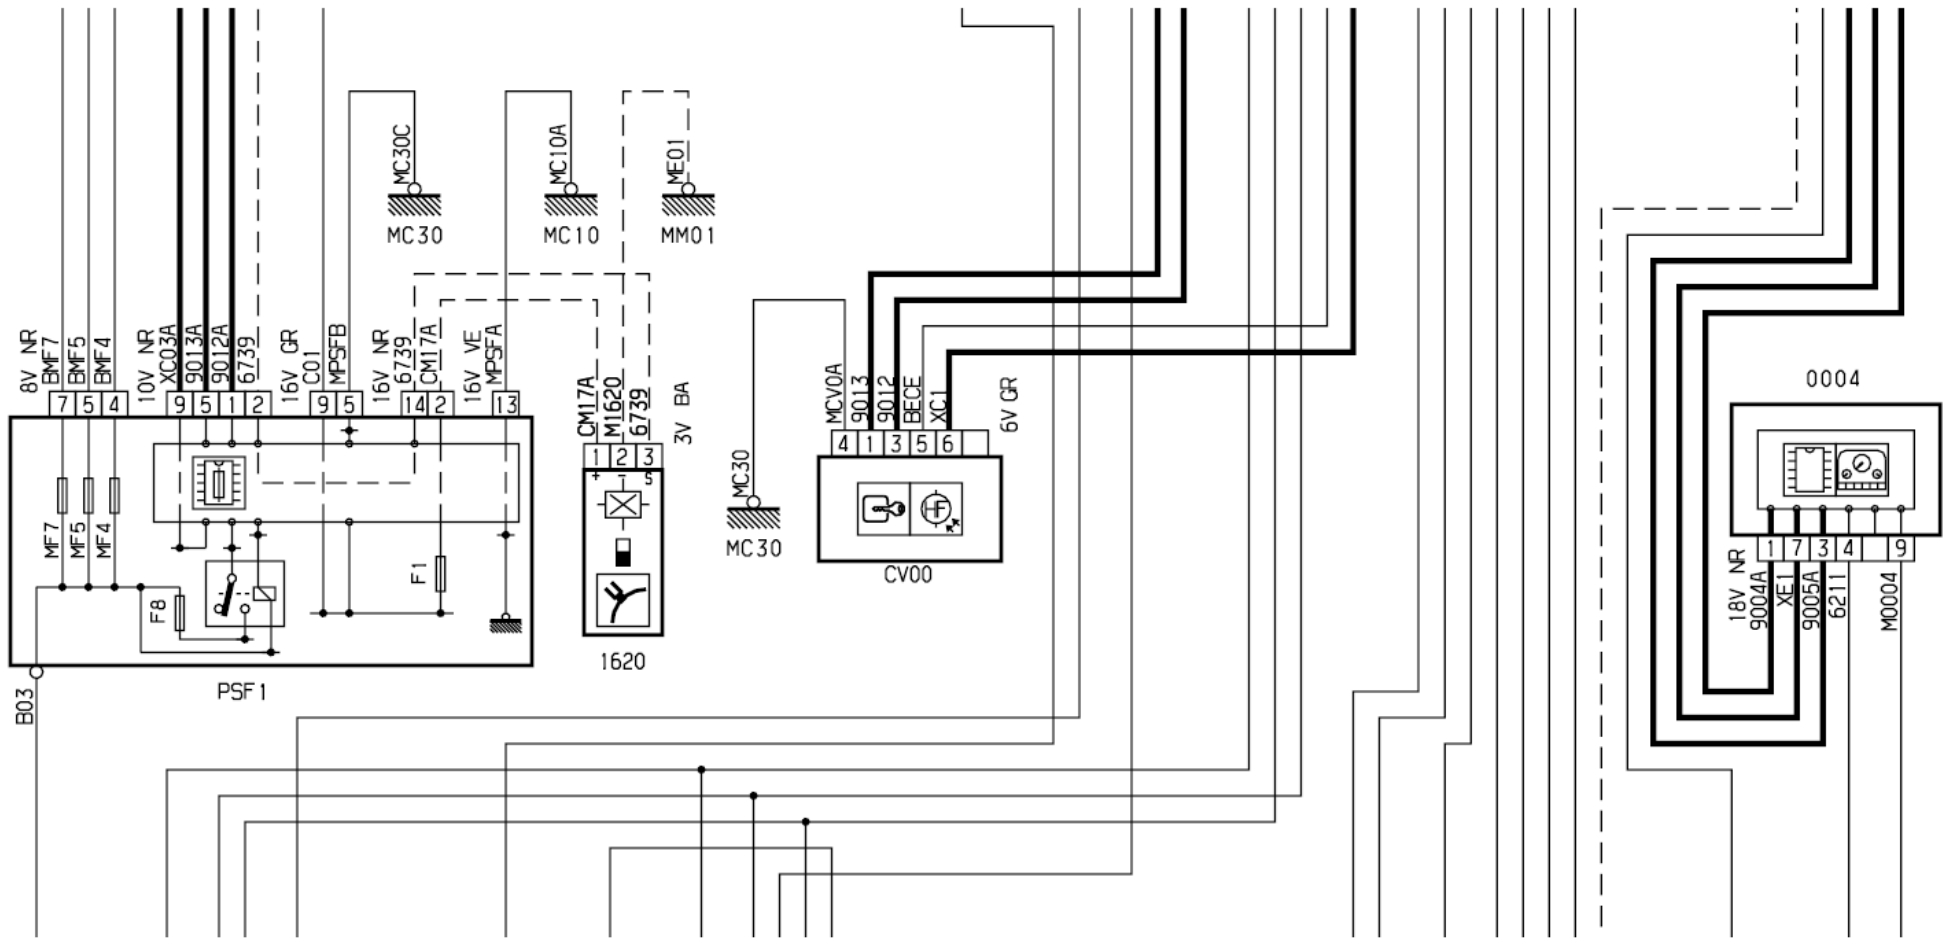 MC30C
MC30
MC10A
MC10
ME01
MM01
8V NR
BMF7
BMF5
BMF4
10V NR
XC03A
9013A
9012A
6739
16V GR
C01
MPSFB
16V NR
6739
CM17A
16V VE
MPSFA
7 5 4
9 5 1 2
9 5
14 2
13
MF7
MF5
MF4
F8
F1
B03
PSF1
CM17A
M1620
6739
3V BA
1 2 3
+ - S
1620
MC30
MC30
MCV0A
9013
9012
BECE
XC1
6V GR
4 1 3 5 6
HF
CV00
0004
1 7 3 4 9
18V NR
9004A
XE1
9005A
6211
M0004